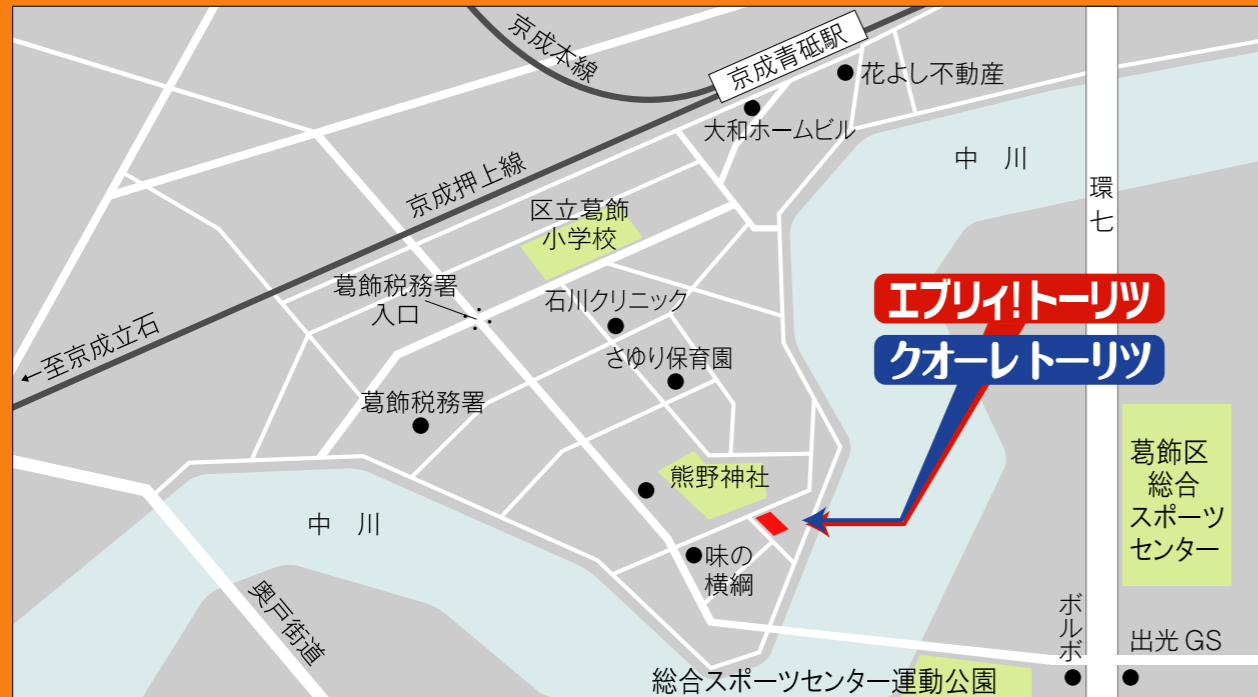 京成本線
京成青砥駅
花よし不動産
大和ホームビル
中 川
環七
京成押上線
区立葛飾
小学校
葛飾税務署
入口
石川クリニック
エブリィ!トーリツ
クオーレトーリツ
←至京成立石
さゆり保育園
葛飾税務署
葛飾区
総合
スポーツ
センター
熊野神社
中 川
味の
横綱
奥戸街道
ボルボ
出光 GS
総合スポーツセンター運動公園